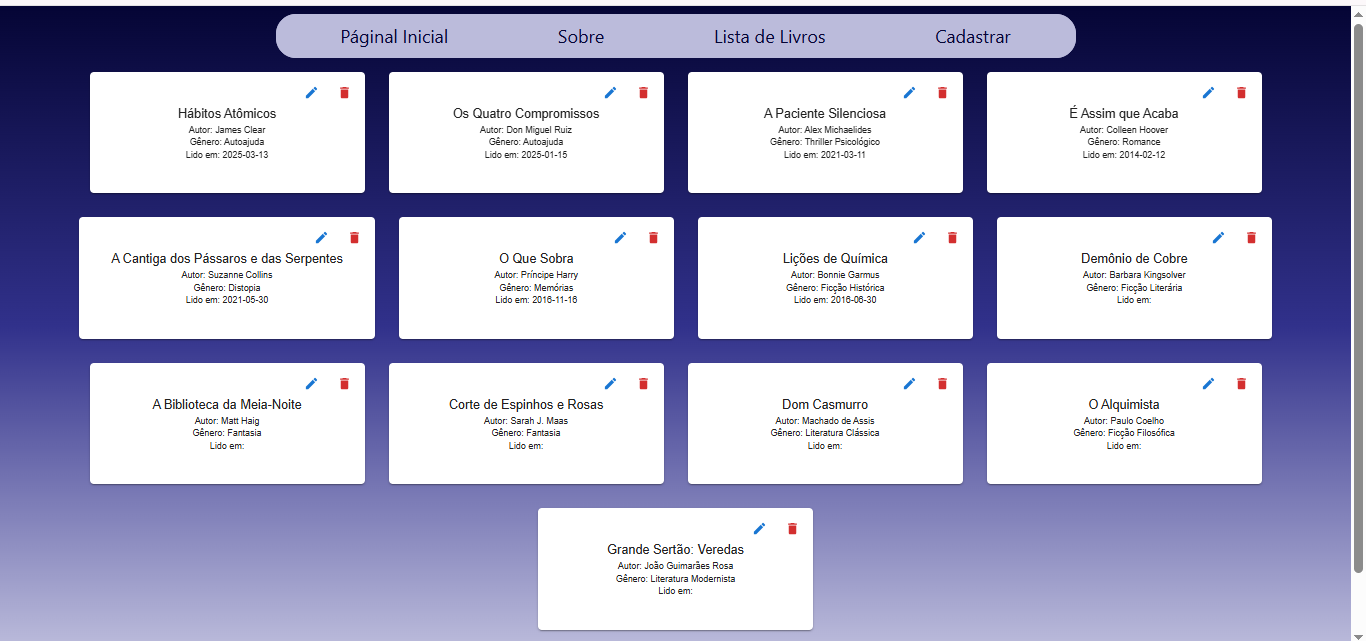 Páginal Inicial
Sobre
Lista de Livros
Cadastrar
Hábitos Atômicos
Autor: James Clear
Gênero: Autoajuda
Lido em: 2025-03-13
Os Quatro Compromissos
Autor: Don Miguel Ruiz
Gênero: Autoajuda
Lido em: 2025-01-15
A Paciente Silenciosa
Autor: Alex Michaelides
Gênero: Thriller Psicológico
Lido em: 2021-03-11
É Assim que Acaba
Autor: Colleen Hoover
Gênero: Romance
Lido em: 2014-02-12
A Cantiga dos Pássaros e das Serpentes
Autor: Suzanne Collins
Gênero: Distopia
Lido em: 2021-05-30
O Que Sobra
Autor: Príncipe Harry
Gênero: Memórias
Lido em: 2016-11-16
Lições de Química
Autor: Bonnie Garmus
Gênero: Ficção Histórica
Lido em: 2016-06-30
Demônio de Cobre
Autor: Barbara Kingsolver
Gênero: Ficção Literária
Lido em:
A Biblioteca da Meia-Noite
Autor: Matt Haig
Gênero: Fantasia
Lido em:
Corte de Espinhos e Rosas
Autor: Sarah J. Maas
Gênero: Fantasia
Lido em:
Dom Casmurro
Autor: Machado de Assis
Gênero: Literatura Clássica
Lido em:
O Alquimista
Autor: Paulo Coelho
Gênero: Ficção Filosófica
Lido em:
Grande Sertão: Veredas
Autor: João Guimarães Rosa
Gênero: Literatura Modernista
Lido em: